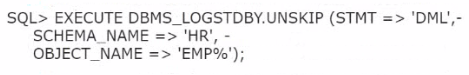 SQL> EXECUTE DBMS_LOGSTDBY.UNSKIP (STMT => 'DML',-
SCHEMA_NAME => 'HR', -
OBJECT_NAME => 'EMP%');